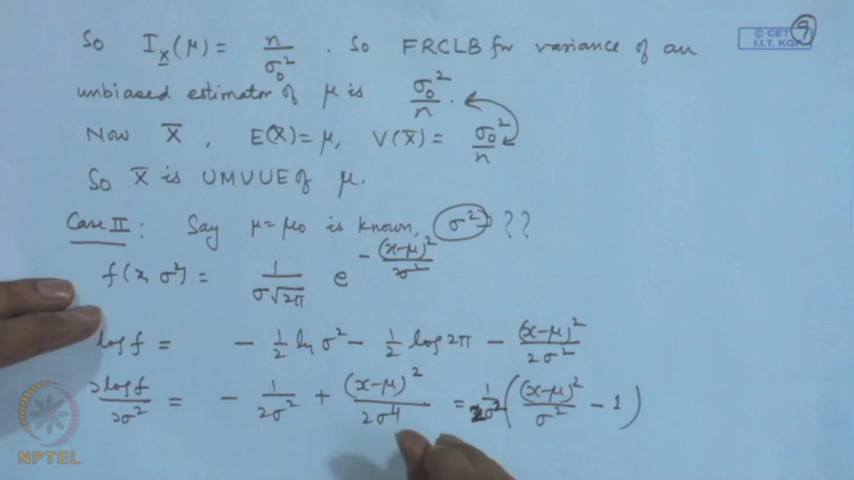 © CET
I.I.T. KGP
9
So I_x(μ) = n/σ₀² . So FRCLB for variance of an
unbiased estimator of μ is σ₀²/n .
Now X̄ , E(X̄) = μ, V(X̄) = σ₀²/n
So X̄ is UMVUE of μ.
Case II : Say μ=μ₀ is known, σ² ??
f(x, σ²) = 1/(σ√2π) e^(-(x-μ)²/2σ²)
log f = - 1/2 ln σ² - 1/2 log 2π - (x-μ)²/2σ²
∂log f/∂σ² = - 1/2σ² + (x-μ)²/2σ⁴ = 1/2σ² ( (x-μ)²/σ² - 1 )
NPTEL